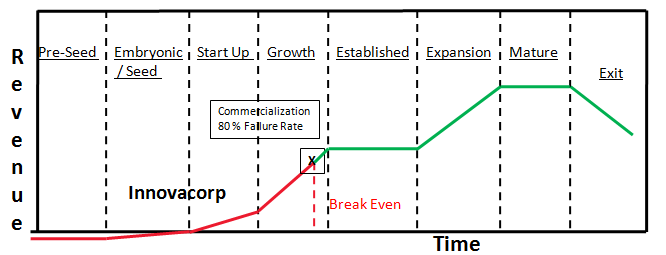 Revenue
Pre-Seed
Embryonic
/ Seed
Start Up
Growth
Established
Expansion
Mature
Exit
Commercialization
80% Failure Rate
X
Innovacorp
Break Even
Time